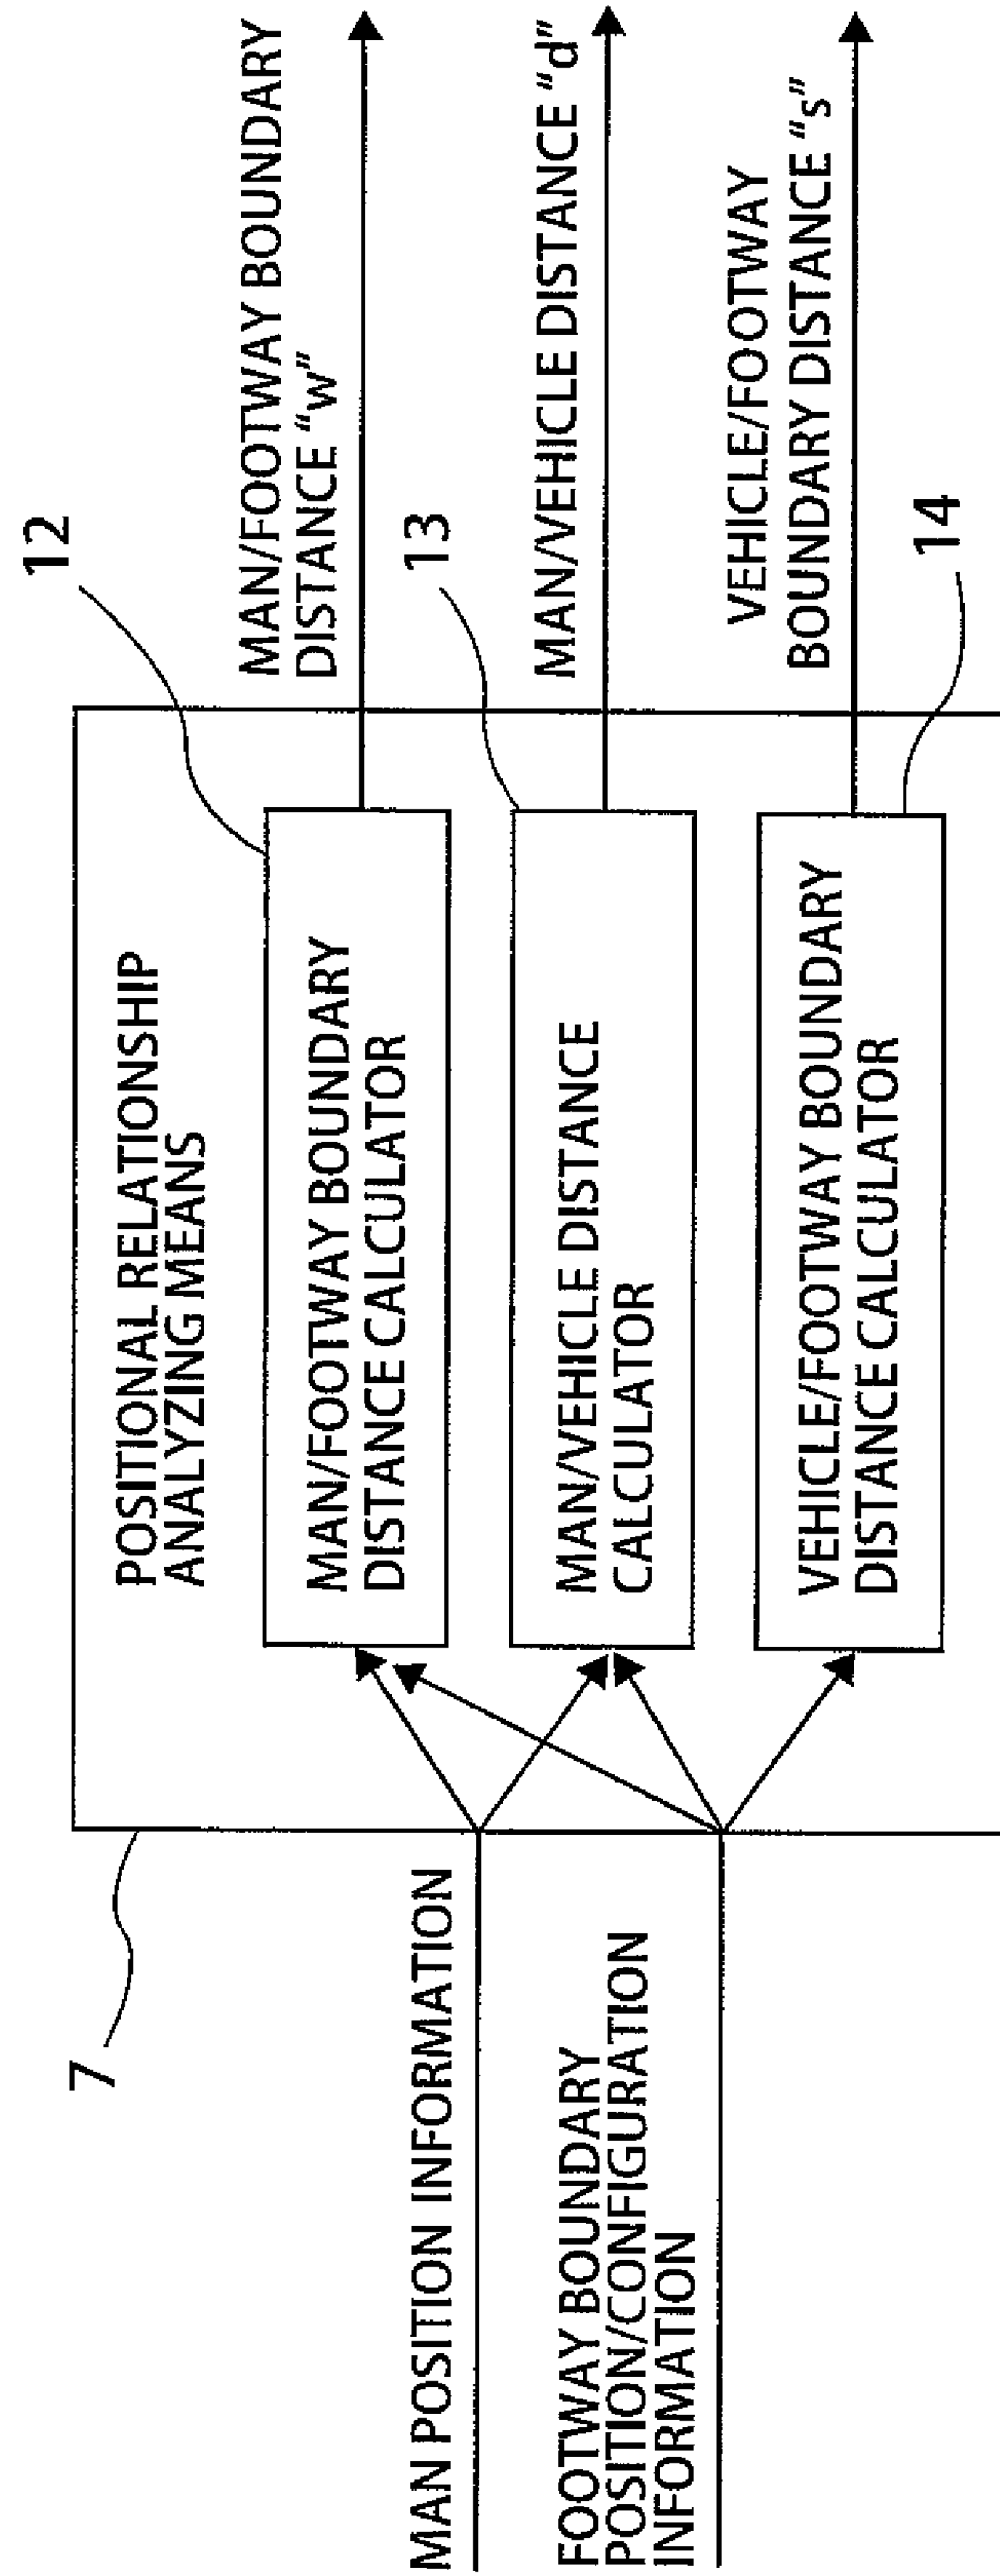 7
POSITIONAL RELATIONSHIP
ANALYZING MEANS
12
MAN/FOOTWAY BOUNDARY
DISTANCE "w"
MAN POSITION INFORMATION
MAN/FOOTWAY BOUNDARY
DISTANCE CALCULATOR
13
MAN/VEHICLE DISTANCE "d"
FOOTWAY BOUNDARY
POSITION/CONFIGURATION
INFORMATION
MAN/VEHICLE DISTANCE
CALCULATOR
VEHICLE/FOOTWAY
BOUNDARY DISTANCE "s"
VEHICLE/FOOTWAY BOUNDARY
DISTANCE CALCULATOR
14